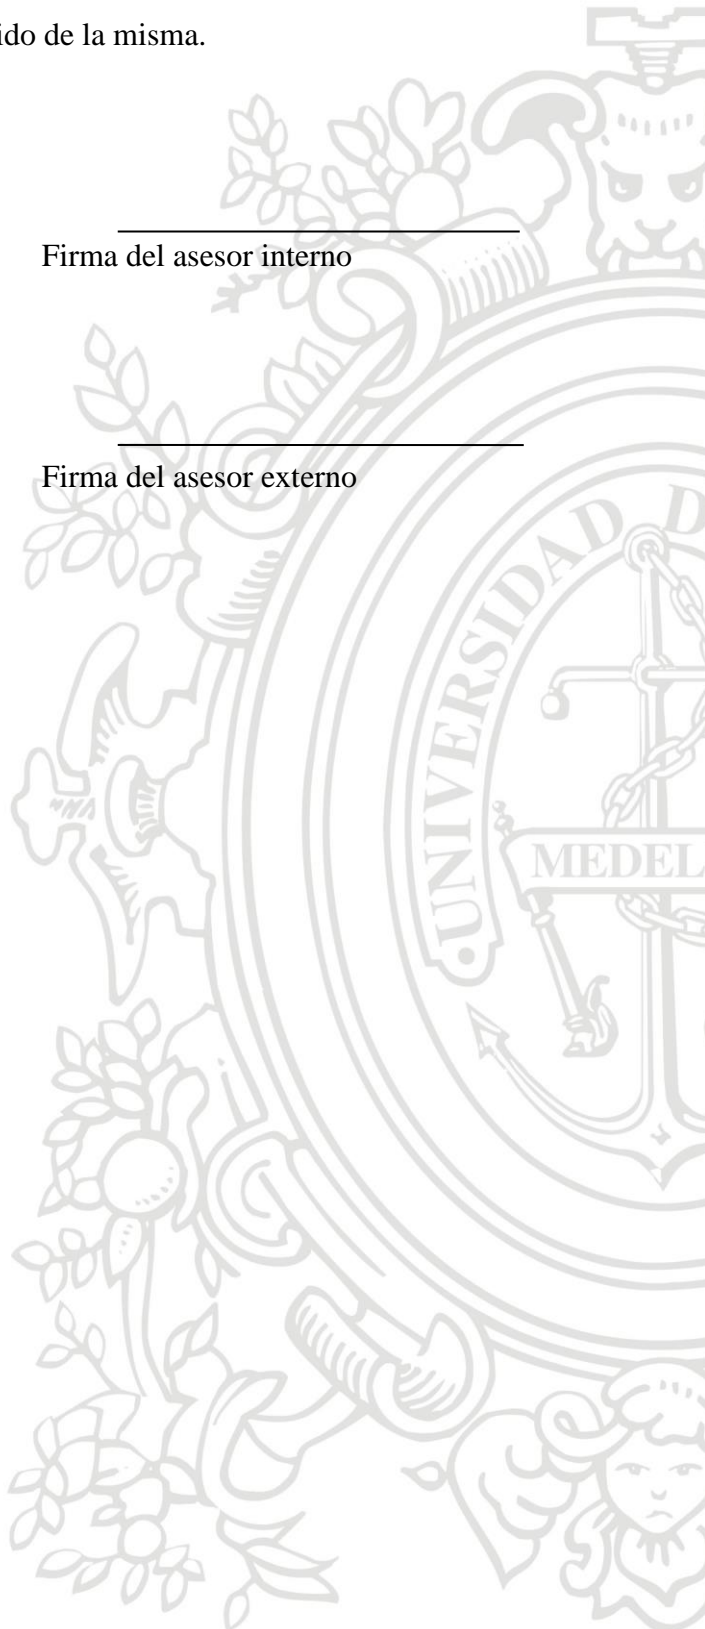 ido de la misma.
Firma del asesor interno
Firma del asesor externo
UNIVERSIDAD D
MEDEL